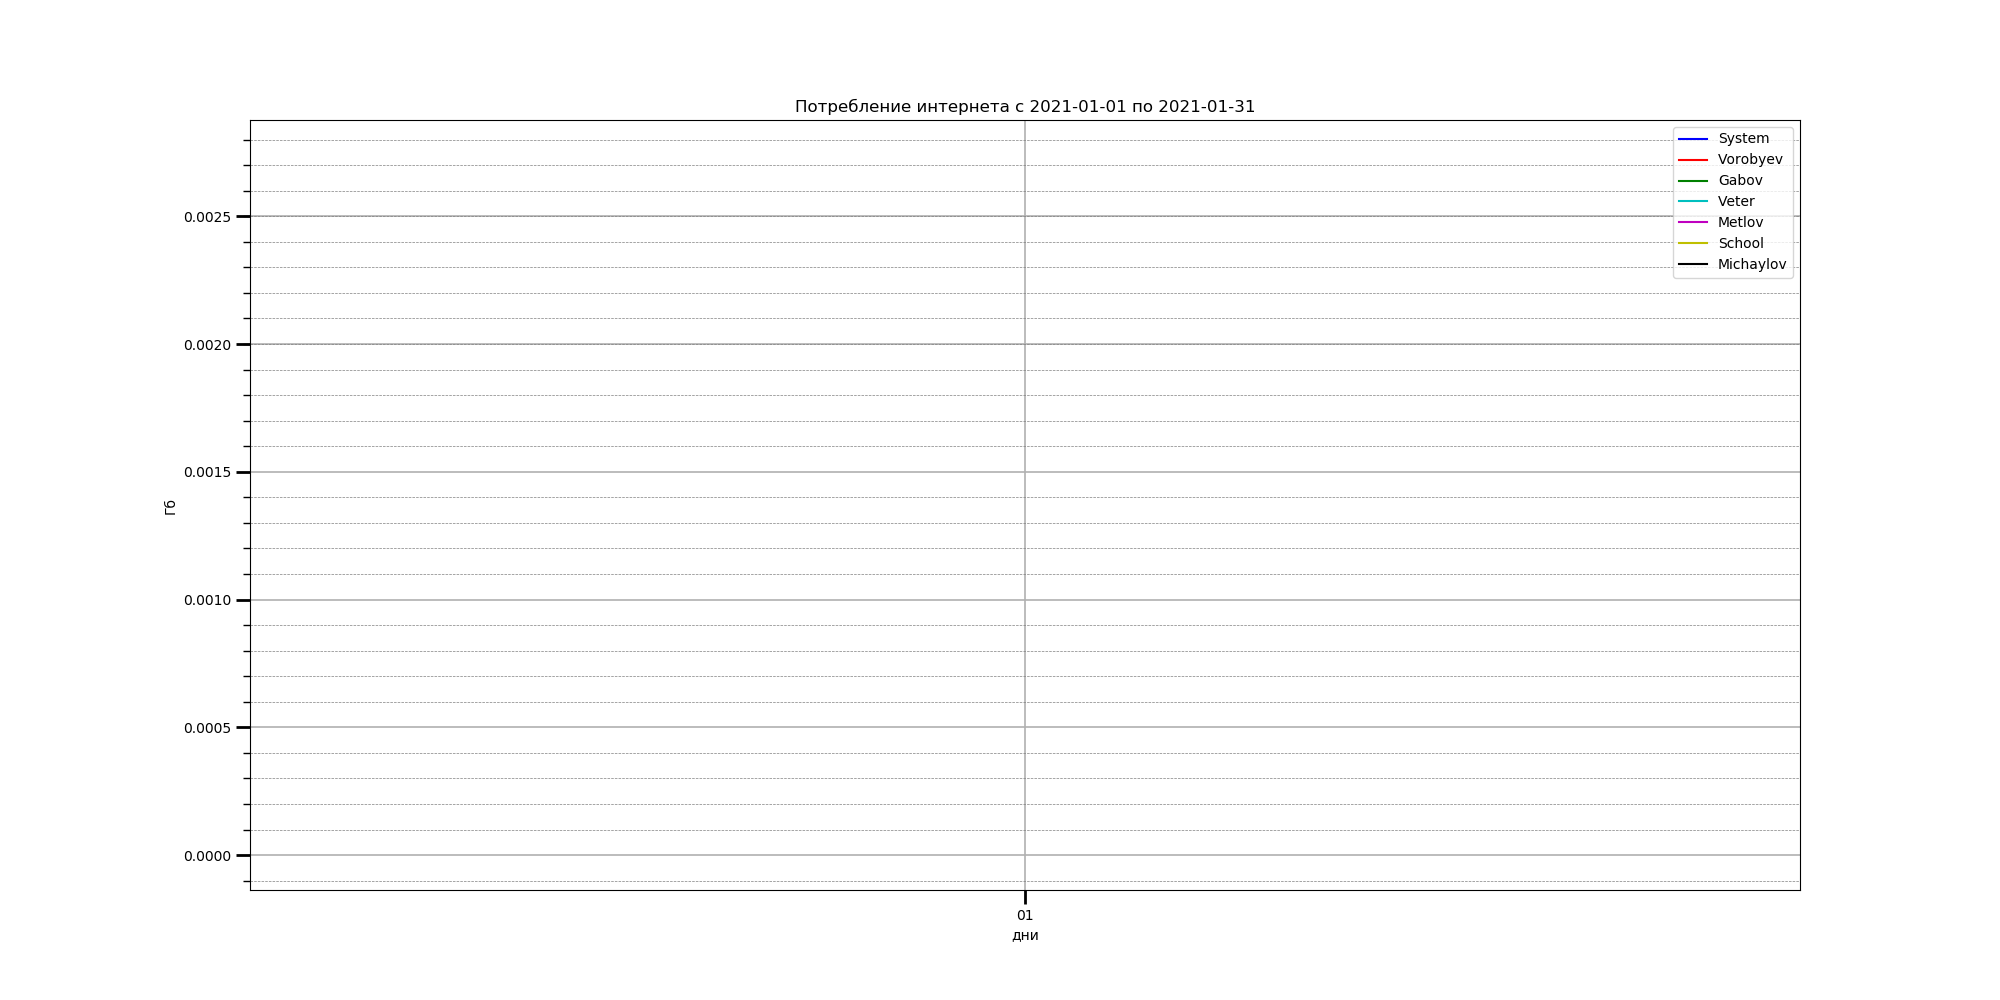 Потребление интернета с 2021-01-01 по 2021-01-31
System
Vorobyev
Gabov
Veter
Metlov
School
Michaylov
0.0025
0.0020
0.0015
0.0010
0.0005
0.0000
Гб
01
дни